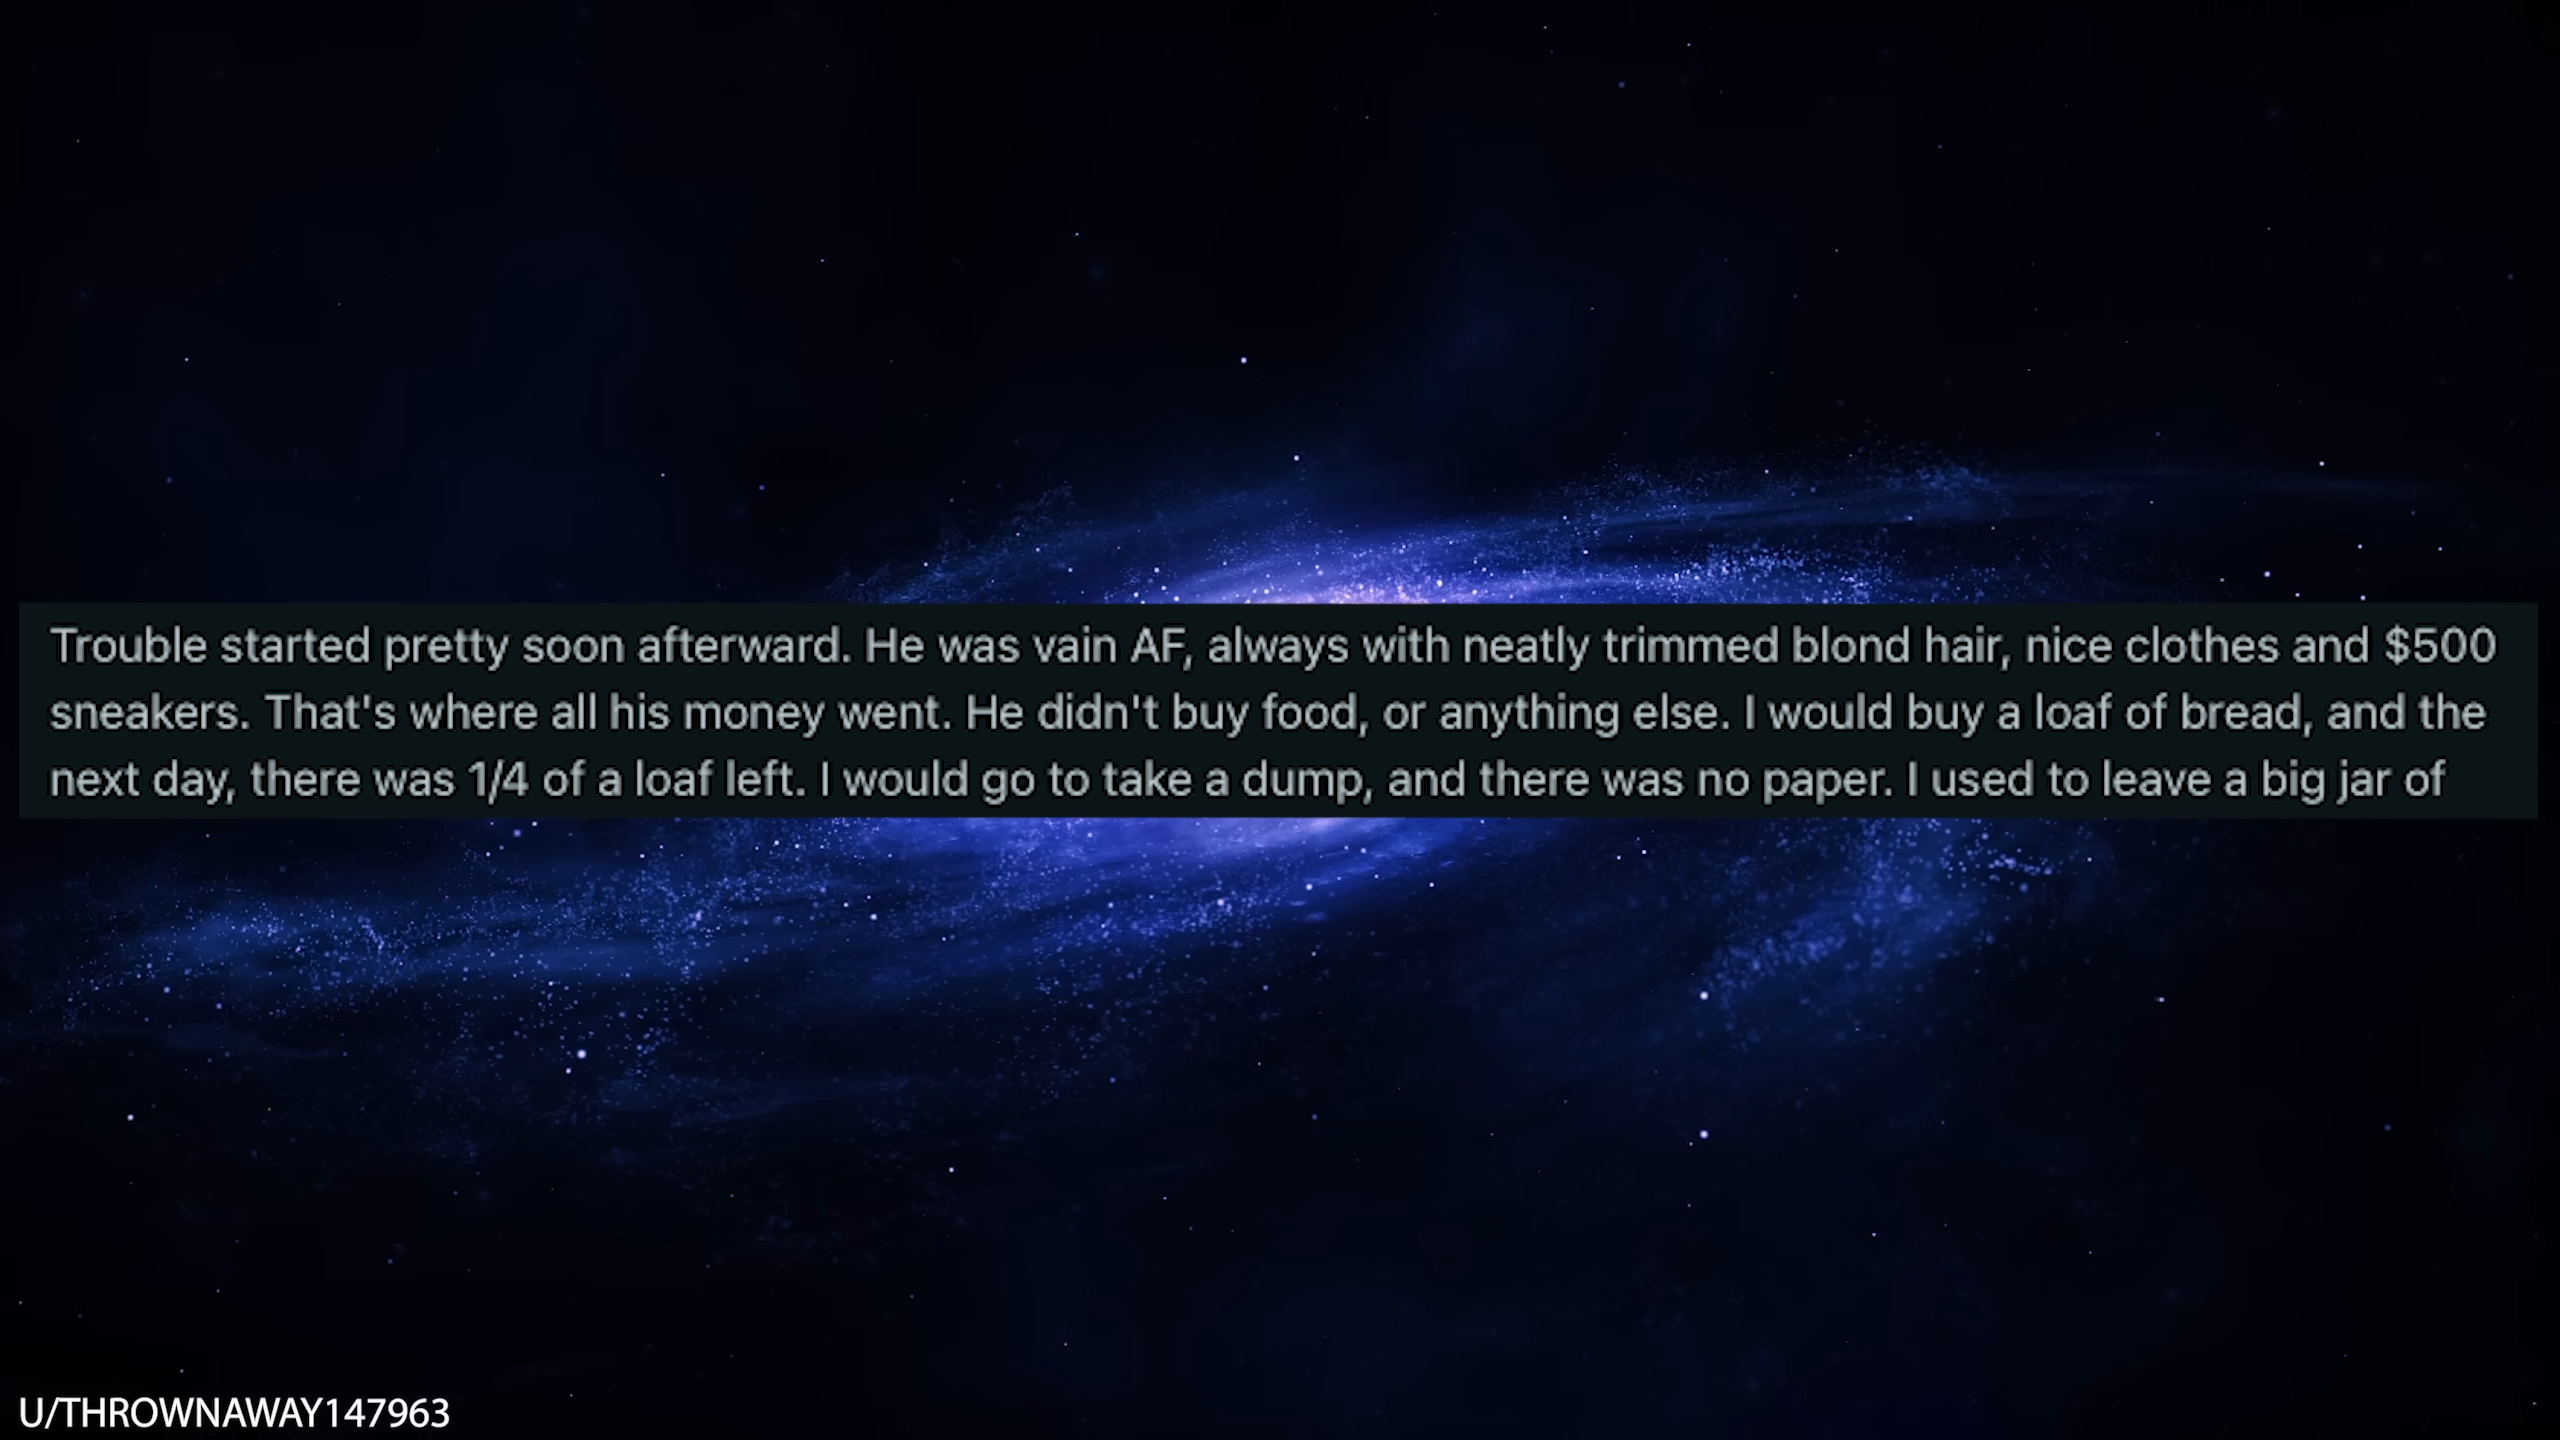 Trouble started pretty soon afterward. He was vain AF, always with neatly trimmed blond hair, nice clothes and $500
sneakers. That's where all his money went. He didn't buy food, or anything else. I would buy a loaf of bread, and the
next day, there was 1/4 of a loaf left. I would go to take a dump, and there was no paper. I used to leave a big jar of
U/THROWNAWAY147963